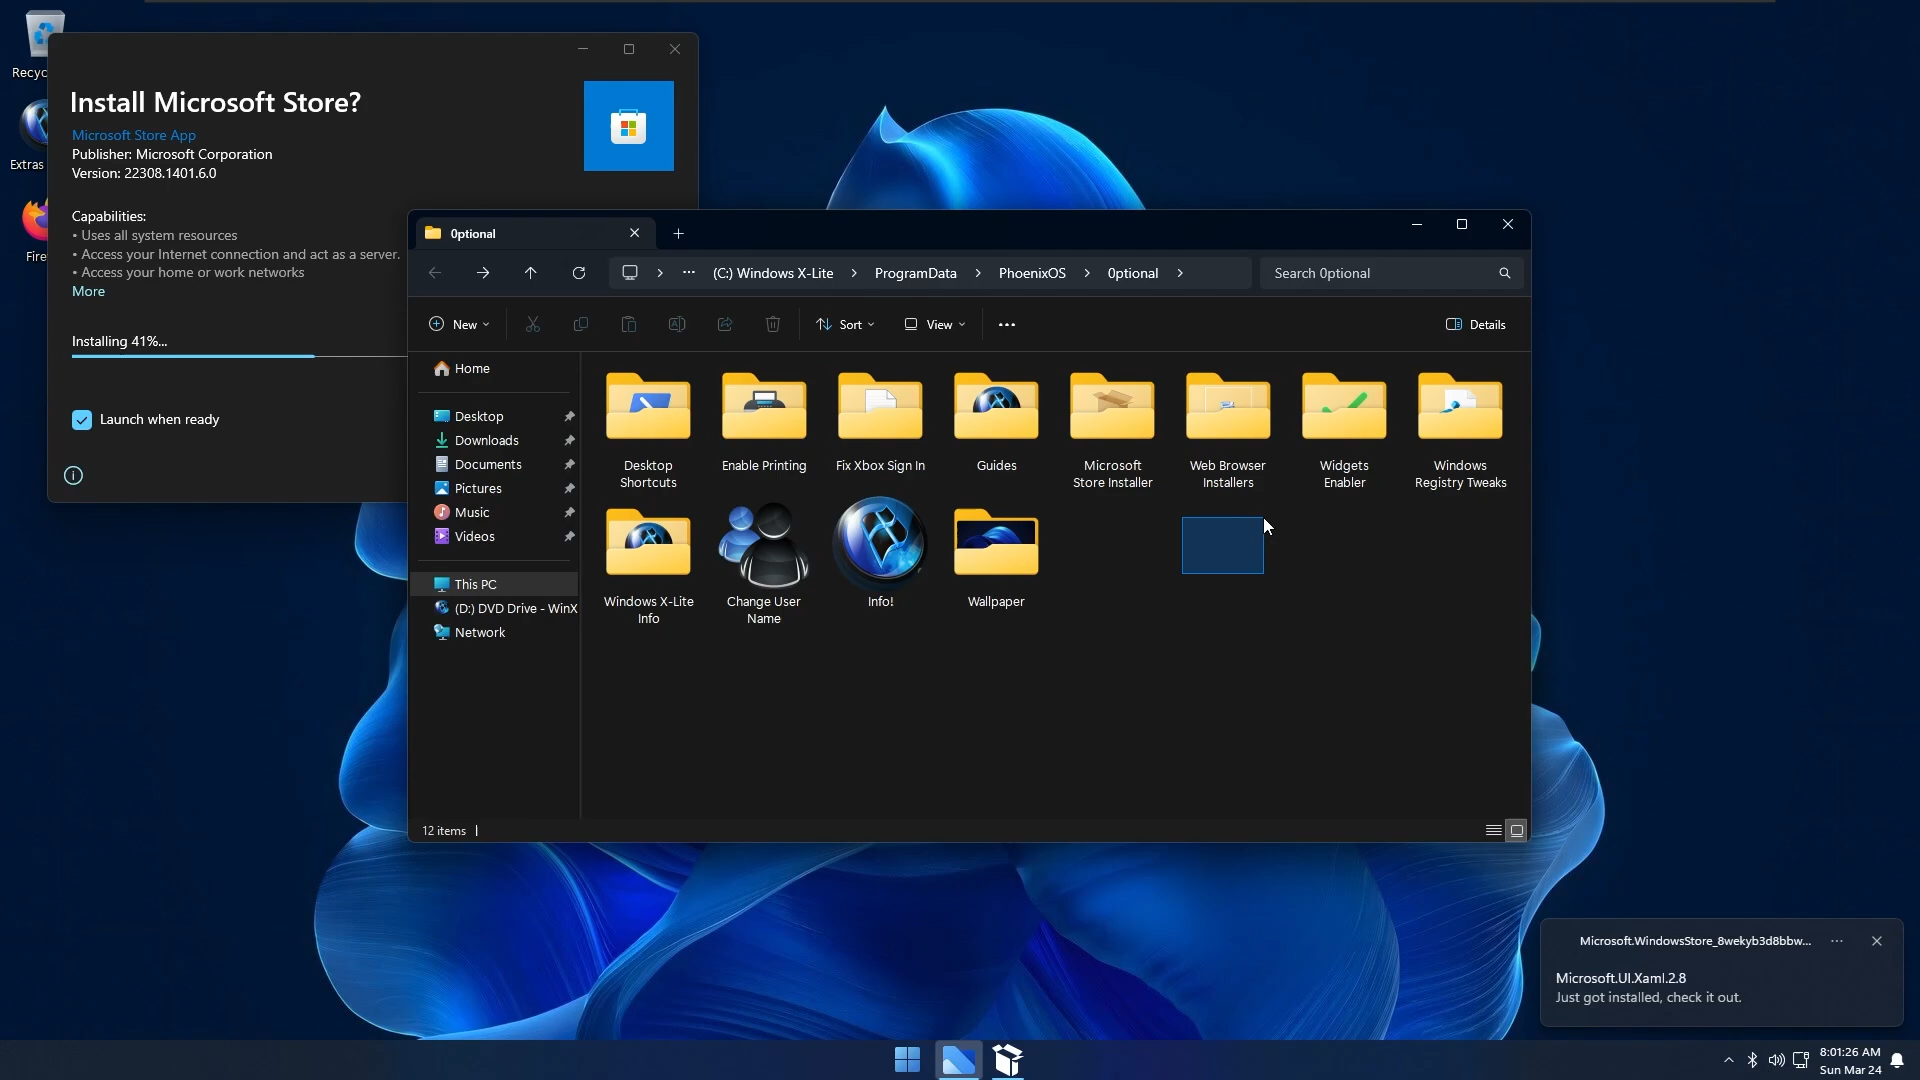 Recyc
Extras
Fire
Install Microsoft Store?
Microsoft Store App
Publisher: Microsoft Corporation
Version: 22308.1401.6.0
Capabilities:
• Uses all system resources
• Access your Internet connection and act as a server.
• Access your home or work networks
More
Installing 41%...
Launch when ready
0ptional
··· (C:) Windows X-Lite > ProgramData > PhoenixOS > 0ptional >
Search 0ptional
New
Sort
View
Details
Home
Desktop
Downloads
Documents
Pictures
Music
Videos
This PC
(D:) DVD Drive - WinX
Network
Desktop
Shortcuts
Enable Printing
Fix Xbox Sign In
Guides
Microsoft
Store Installer
Web Browser
Installers
Widgets
Enabler
Windows
Registry Tweaks
Windows X-Lite
Info
Change User
Name
Info!
Wallpaper
12 items
Microsoft.WindowsStore_8wekyb3d8bbw...
Microsoft.UI.Xaml.2.8
Just got installed, check it out.
8:01:26 AM
Sun Mar 24